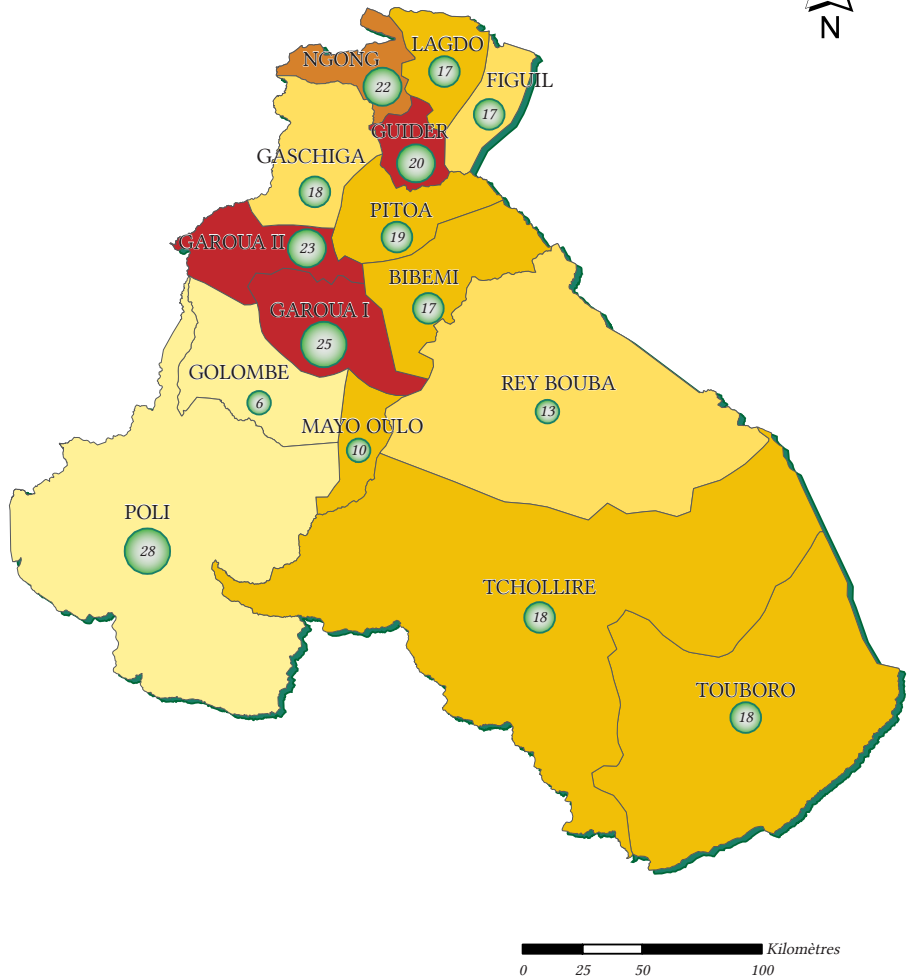 N
LAGDO
17
NGONG
22
FIGUIL
17
GUIDER
20
GASCHIGA
18
PITOA
19
GAROUA II
23
BIBEMI
17
GAROUA I
25
GOLOMBE
6
REY BOUBA
13
MAYO OULO
10
POLI
28
TCHOLLIRE
18
TOUBORO
18
Kilomètres
0 25 50 100